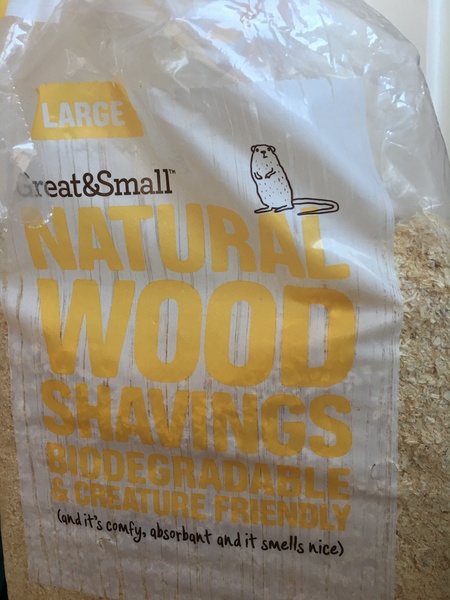 LARGE
Great&Small™
NATURAL
WOOD
SHAVINGS
BIODEGRADABLE
& CREATURE FRIENDLY
(and it's comfy, absorbant and it smells nice)